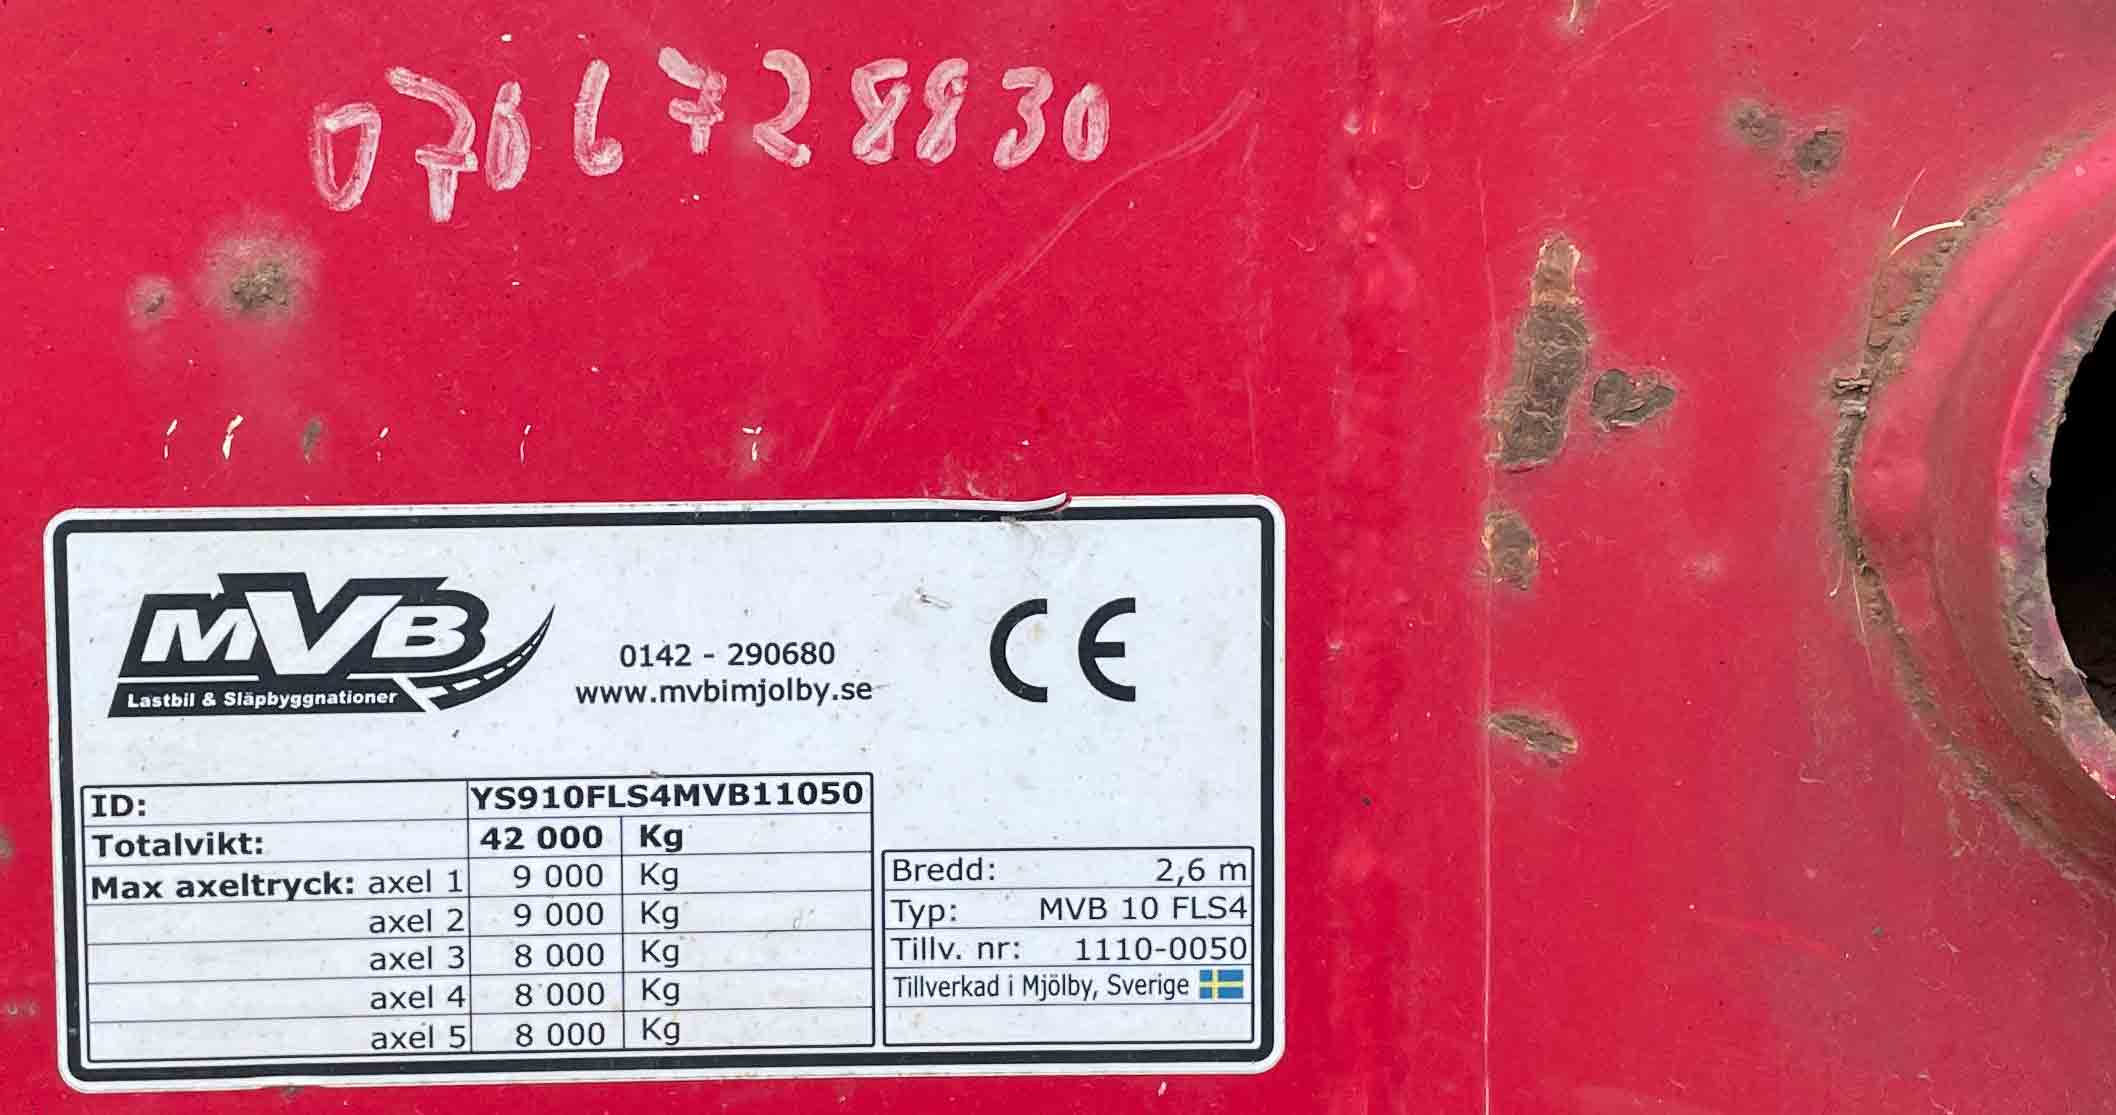 0706728830
MVB
Lastbil & Släpbyggnationer
0142 - 290680
www.mvbimjolby.se
CE
ID: YS910FLS4MVB11050
Totalvikt: 42 000 Kg
Max axeltryck: axel 1 9 000 Kg
axel 2 9 000 Kg
axel 3 8 000 Kg
axel 4 8 000 Kg
axel 5 8 000 Kg
Bredd: 2,6 m
Typ: MVB 10 FLS4
Tillv. nr: 1110-0050
Tillverkad i Mjölby, Sverige